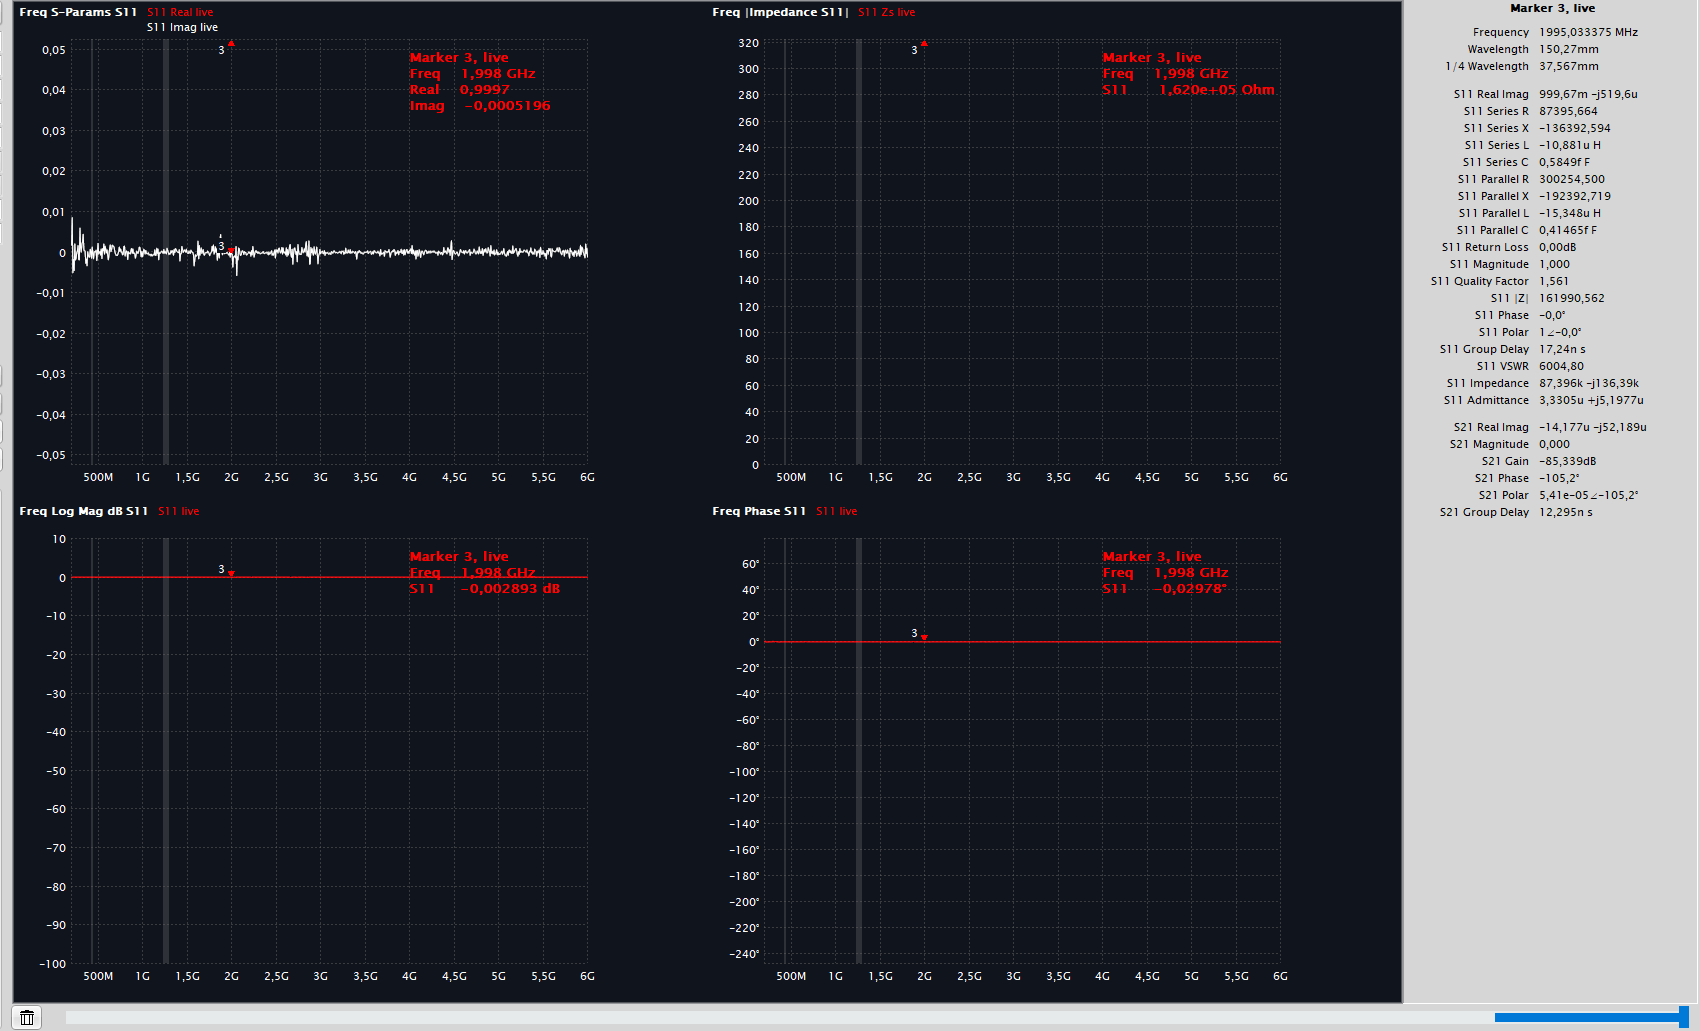 Freq S-Params S11 S11 Real live
S11 Imag live
3
0,05
0,04
0,03
0,02
0,01
0
-0,01
-0,02
-0,03
-0,04
-0,05
3
Marker 3, live
Freq 1,998 GHz
Real 0,9997
Imag -0,0005196
500M 1G 1,5G 2G 2,5G 3G 3,5G 4G 4,5G 5G 5,5G 6G
Freq |Impedance S11| S11 Zs live
3
320
300
280
260
240
220
200
180
160
140
120
100
80
60
40
20
0
Marker 3, live
Freq 1,998 GHz
S11 1,620e+05 Ohm
500M 1G 1,5G 2G 2,5G 3G 3,5G 4G 4,5G 5G 5,5G 6G
Freq Log Mag dB S11 S11 live
10
0
-10
-20
-30
-40
-50
-60
-70
-80
-90
-100
3
Marker 3, live
Freq 1,998 GHz
S11 -0,002893 dB
500M 1G 1,5G 2G 2,5G 3G 3,5G 4G 4,5G 5G 5,5G 6G
Freq Phase S11 S11 live
60°
40°
20°
0°
-20°
-40°
-60°
-80°
-100°
-120°
-140°
-160°
-180°
-200°
-220°
-240°
3
Marker 3, live
Freq 1,998 GHz
S11 -0,02978°
500M 1G 1,5G 2G 2,5G 3G 3,5G 4G 4,5G 5G 5,5G 6G
Marker 3, live
Frequency 1995,033375 MHz
Wavelength 150,27mm
1/4 Wavelength 37,567mm
S11 Real Imag 999,67m -j519,6u
S11 Series R 87395,664
S11 Series X -136392,594
S11 Series L -10,881u H
S11 Series C 0,5849f F
S11 Parallel R 300254,500
S11 Parallel X -192392,719
S11 Parallel L -15,348u H
S11 Parallel C 0,41465f F
S11 Return Loss 0,00dB
S11 Magnitude 1,000
S11 Quality Factor 1,561
S11 |Z| 161990,562
S11 Phase -0,0°
S11 Polar 1∠-0,0°
S11 Group Delay 17,24n s
S11 VSWR 6004,80
S11 Impedance 87,396k -j136,39k
S11 Admittance 3,3305u +j5,1977u
S21 Real Imag -14,177u -j52,189u
S21 Magnitude 0,000
S21 Gain -85,339dB
S21 Phase -105,2°
S21 Polar 5,41e-05∠-105,2°
S21 Group Delay 12,295n s